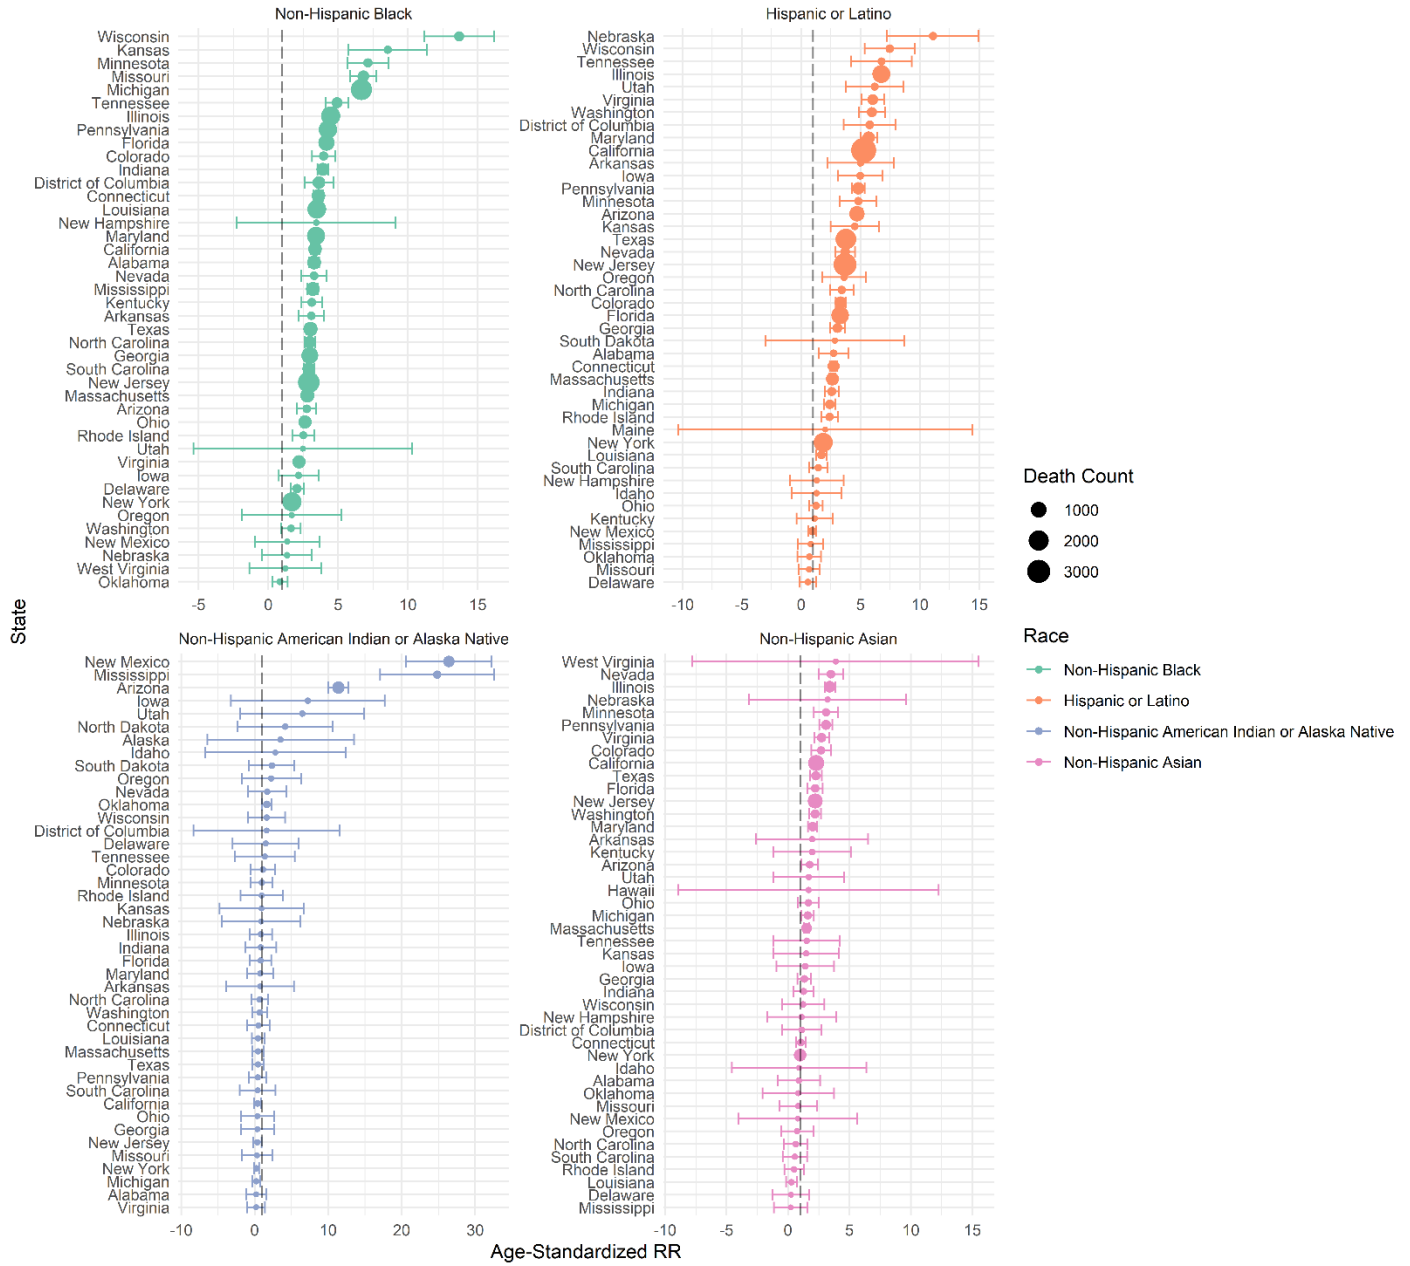 Non-Hispanic Black
Wisconsin
Kansas
Minnesota
Missouri
Michigan
Tennessee
Illinois
Pennsylvania
Florida
Colorado
Indiana
District of Columbia
Connecticut
Louisiana
New Hampshire
Maryland
California
Alabama
Nevada
Mississippi
Kentucky
Arkansas
Texas
North Carolina
Georgia
South Carolina
New Jersey
Massachusetts
Arizona
Ohio
Rhode Island
Utah
Virginia
Iowa
Delaware
New York
Oregon
Washington
New Mexico
Nebraska
West Virginia
Oklahoma
-5 0 5 10 15
Hispanic or Latino
Nebraska
Wisconsin
Tennessee
Illinois
Utah
Virginia
Washington
District of Columbia
Maryland
California
Arkansas
Iowa
Pennsylvania
Minnesota
Arizona
Kansas
Texas
Nevada
New Jersey
Oregon
North Carolina
Colorado
Florida
Georgia
South Dakota
Alabama
Connecticut
Massachusetts
Indiana
Michigan
Rhode Island
Maine
New York
Louisiana
South Carolina
New Hampshire
Idaho
Ohio
Kentucky
New Mexico
Mississippi
Oklahoma
Missouri
Delaware
-10 -5 0 5 10 15
State
Non-Hispanic American Indian or Alaska Native
New Mexico
Mississippi
Arizona
Iowa
Utah
North Dakota
Alaska
Idaho
South Dakota
Oregon
Nevada
Oklahoma
Wisconsin
District of Columbia
Delaware
Tennessee
Colorado
Minnesota
Rhode Island
Kansas
Nebraska
Illinois
Indiana
Florida
Maryland
Arkansas
North Carolina
Washington
Connecticut
Louisiana
Massachusetts
Texas
Pennsylvania
South Carolina
California
Ohio
Georgia
New Jersey
Missouri
New York
Michigan
Alabama
Virginia
-10 0 10 20 30
Non-Hispanic Asian
West Virginia
Nevada
Illinois
Nebraska
Minnesota
Pennsylvania
Virginia
Colorado
California
Texas
Florida
New Jersey
Washington
Maryland
Arkansas
Kentucky
Arizona
Utah
Hawaii
Ohio
Michigan
Massachusetts
Tennessee
Kansas
Iowa
Georgia
Indiana
Wisconsin
New Hampshire
District of Columbia
Connecticut
New York
Idaho
Alabama
Oklahoma
Missouri
New Mexico
Oregon
North Carolina
South Carolina
Rhode Island
Louisiana
Delaware
Mississippi
-10 -5 0 5 10 15
Age-Standardized RR
Death Count
1000
2000
3000
Race
Non-Hispanic Black
Hispanic or Latino
Non-Hispanic American Indian or Alaska Native
Non-Hispanic Asian